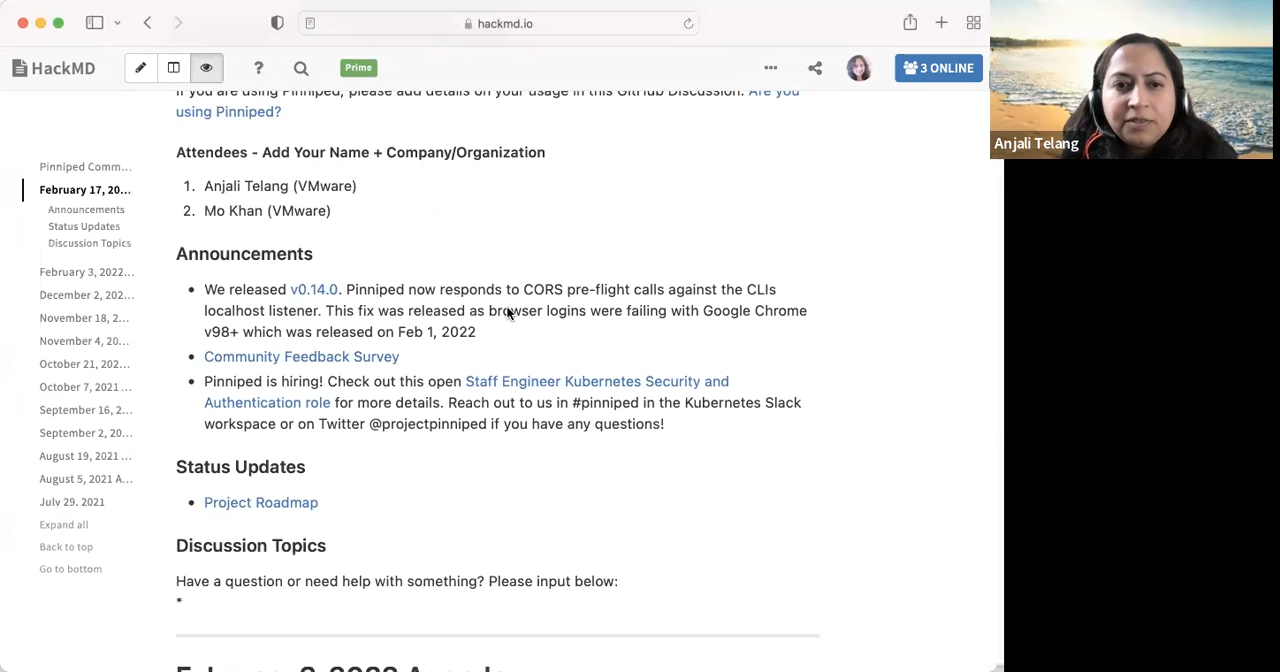 hackmd.io
HackMD
?
Prime
3 ONLINE
If you are using Pinniped, please add details on your usage in this GitHub Discussion. Are you
using Pinniped?
Attendees - Add Your Name + Company/Organization
1. Anjali Telang (VMware)
2. Mo Khan (VMware)
Announcements
• We released v0.14.0. Pinniped now responds to CORS pre-flight calls against the CLIs
localhost listener. This fix was released as browser logins were failing with Google Chrome
v98+ which was released on Feb 1, 2022
• Community Feedback Survey
• Pinniped is hiring! Check out this open Staff Engineer Kubernetes Security and
Authentication role for more details. Reach out to us in #pinniped in the Kubernetes Slack
workspace or on Twitter @projectpinniped if you have any questions!
Status Updates
• Project Roadmap
Discussion Topics
Have a question or need help with something? Please input below:
*
Pinniped Comm...
February 17, 20...
Announcements
Status Updates
Discussion Topics
February 3, 2022...
December 2, 202...
November 18, 2...
November 4, 202...
October 21, 202...
October 7, 2021 ...
September 16, 2...
September 2, 20...
August 19, 2021 ...
August 5, 2021 A...
July 29, 2021
Expand all
Back to top
Go to bottom
Anjali Telang